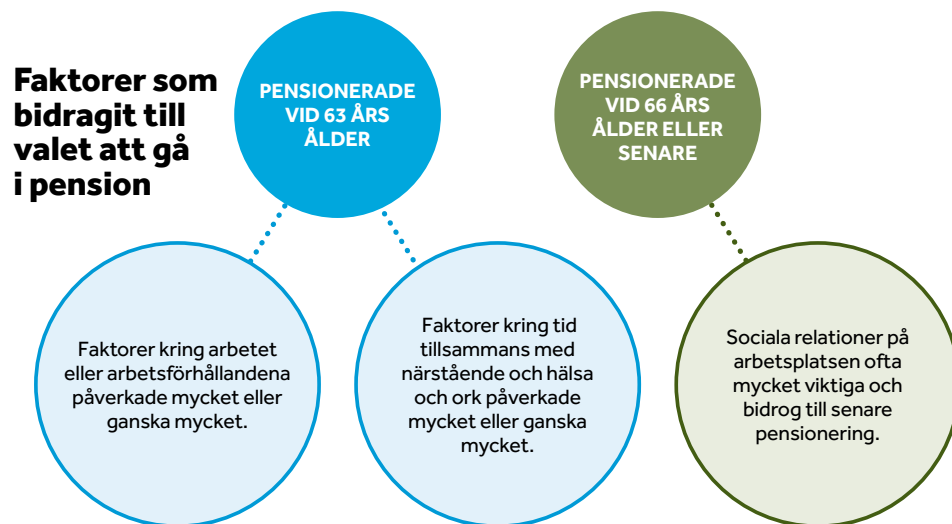 Faktorer som
bidragit till
valet att gå
i pension
PENSIONERADE
VID 63 ÅRS
ÅLDER
PENSIONERADE
VID 66 ÅRS
ÅLDER ELLER
SENARE
Faktorer kring arbetet
eller arbetsförhållandena
påverkade mycket eller
ganska mycket.
Faktorer kring tid
tillsammans med
närstående och hälsa
och ork påverkade
mycket eller ganska
mycket.
Sociala relationer på
arbetsplatsen ofta
mycket viktiga och
bidrog till senare
pensionering.